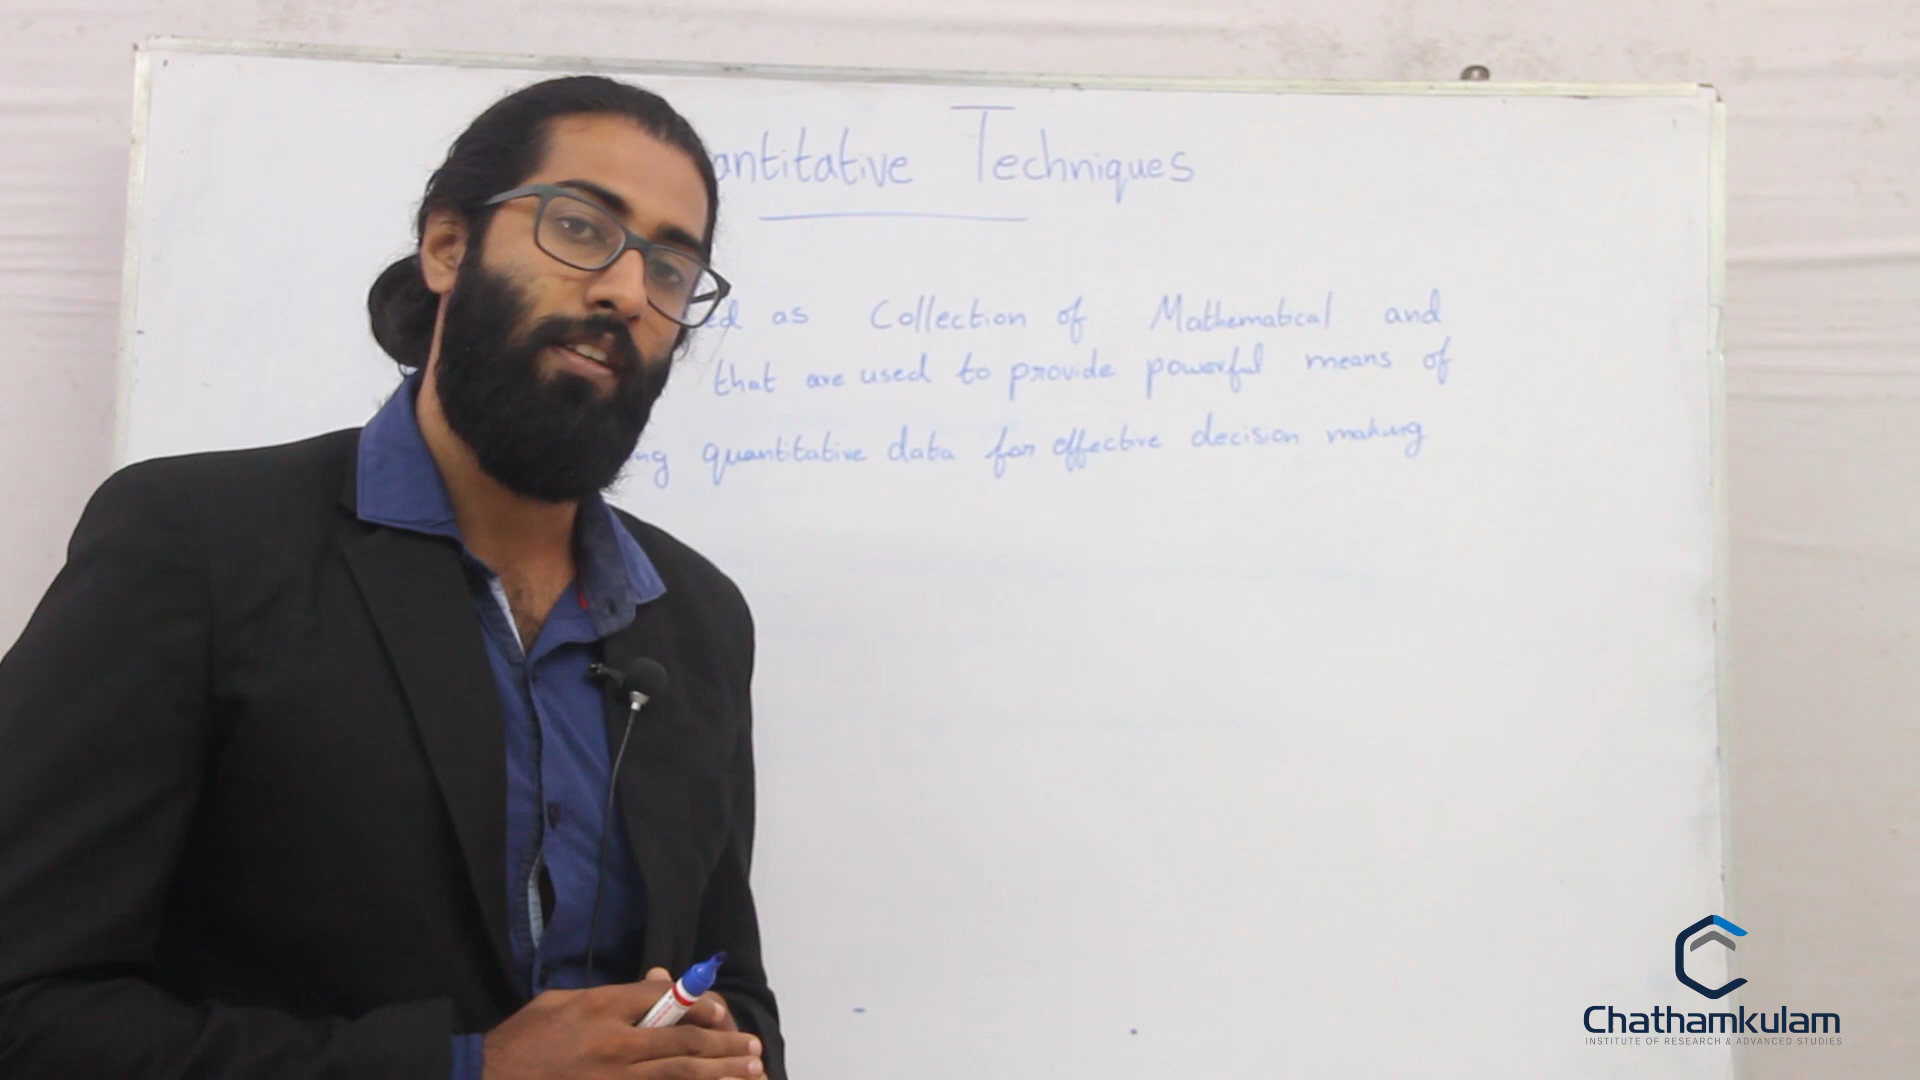 antitative Techniques
ed as Collection of Mathematical and
that are used to provide powerful means of
ing quantitative data for effective decision making
Chathamkulam
INSTITUTE OF RESEARCH & ADVANCED STUDIES